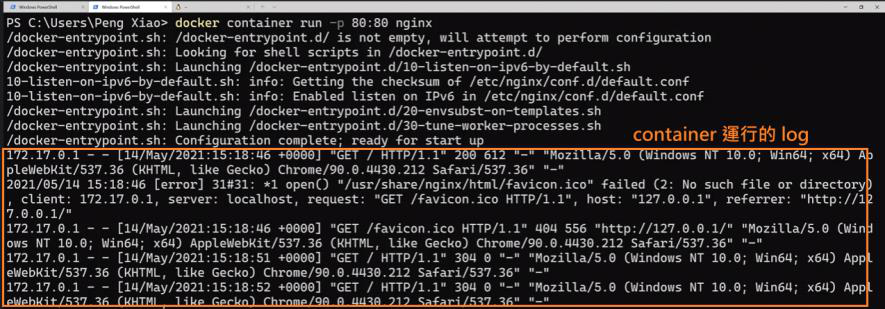 Windows PowerShell
Windows PowerShell
PS C:\Users\Peng Xiao> docker container run -p 80:80 nginx
/docker-entrypoint.sh: /docker-entrypoint.d/ is not empty, will attempt to perform configuration
/docker-entrypoint.sh: Looking for shell scripts in /docker-entrypoint.d/
/docker-entrypoint.sh: Launching /docker-entrypoint.d/10-listen-on-ipv6-by-default.sh
10-listen-on-ipv6-by-default.sh: info: Getting the checksum of /etc/nginx/conf.d/default.conf
10-listen-on-ipv6-by-default.sh: info: Enabled listen on IPv6 in /etc/nginx/conf.d/default.conf
/docker-entrypoint.sh: Launching /docker-entrypoint.d/20-envsubst-on-templates.sh
/docker-entrypoint.sh: Launching /docker-entrypoint.d/30-tune-worker-processes.sh
/docker-entrypoint.sh: Configuration complete; ready for start up
container 運行的 log
172.17.0.1 - - [14/May/2021:15:18:46 +0000] "GET / HTTP/1.1" 200 612 "-" "Mozilla/5.0 (Windows NT 10.0; Win64; x64) Ap
pleWebKit/537.36 (KHTML, like Gecko) Chrome/90.0.4430.212 Safari/537.36" "-"
2021/05/14 15:18:46 [error] 31#31: *1 open() "/usr/share/nginx/html/favicon.ico" failed (2: No such file or directory)
, client: 172.17.0.1, server: localhost, request: "GET /favicon.ico HTTP/1.1", host: "127.0.0.1", referrer: "http://12
7.0.0.1/"
172.17.0.1 - - [14/May/2021:15:18:46 +0000] "GET /favicon.ico HTTP/1.1" 404 556 "http://127.0.0.1/" "Mozilla/5.0 (Wind
ows NT 10.0; Win64; x64) AppleWebKit/537.36 (KHTML, like Gecko) Chrome/90.0.4430.212 Safari/537.36" "-"
172.17.0.1 - - [14/May/2021:15:18:51 +0000] "GET / HTTP/1.1" 304 0 "-" "Mozilla/5.0 (Windows NT 10.0; Win64; x64) Appl
eWebKit/537.36 (KHTML, like Gecko) Chrome/90.0.4430.212 Safari/537.36" "-"
172.17.0.1 - - [14/May/2021:15:18:52 +0000] "GET / HTTP/1.1" 304 0 "-" "Mozilla/5.0 (Windows NT 10.0; Win64; x64) Appl
eWebKit/537.36 (KHTML, like Gecko) Chrome/90.0.4430.212 Safari/537.36" "-"